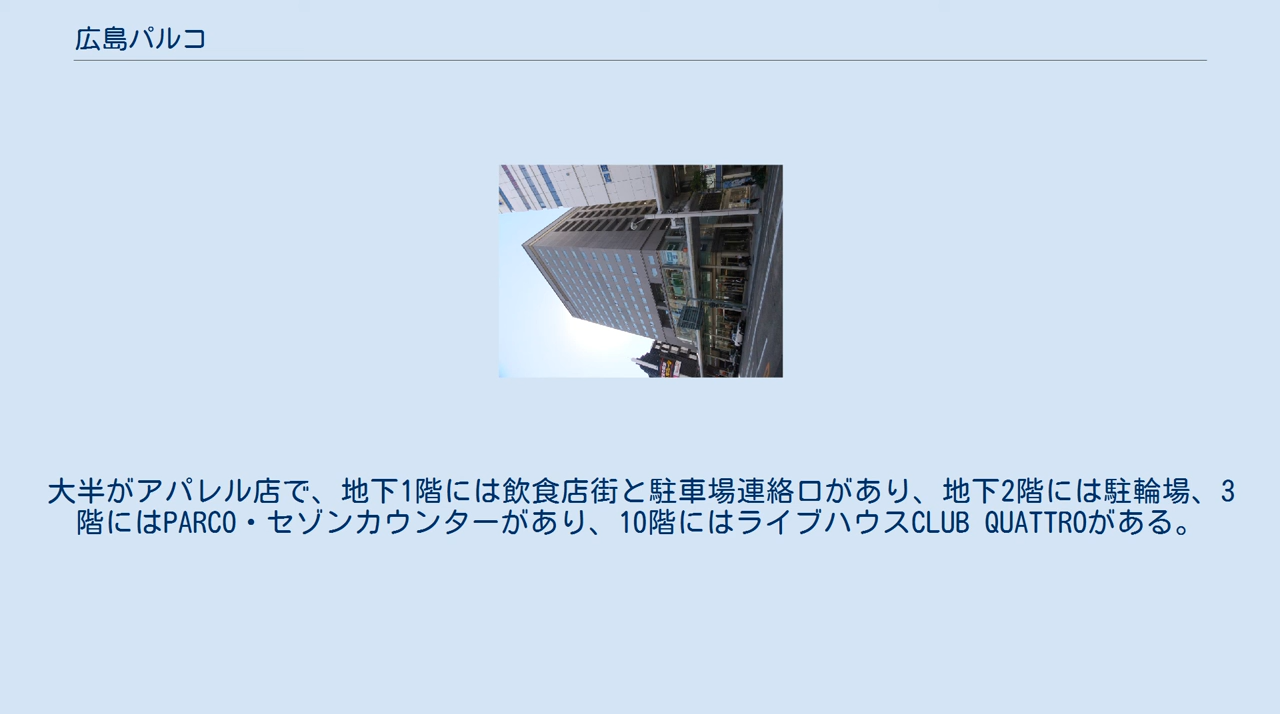 広島パルコ
大半がアパレル店で、地下1階には飲食店街と駐車場連絡口があり、地下2階には駐輪場、3
階にはPARCO・セゾンカウンターがあり、10階にはライブハウスCLUB QUATTROがある。